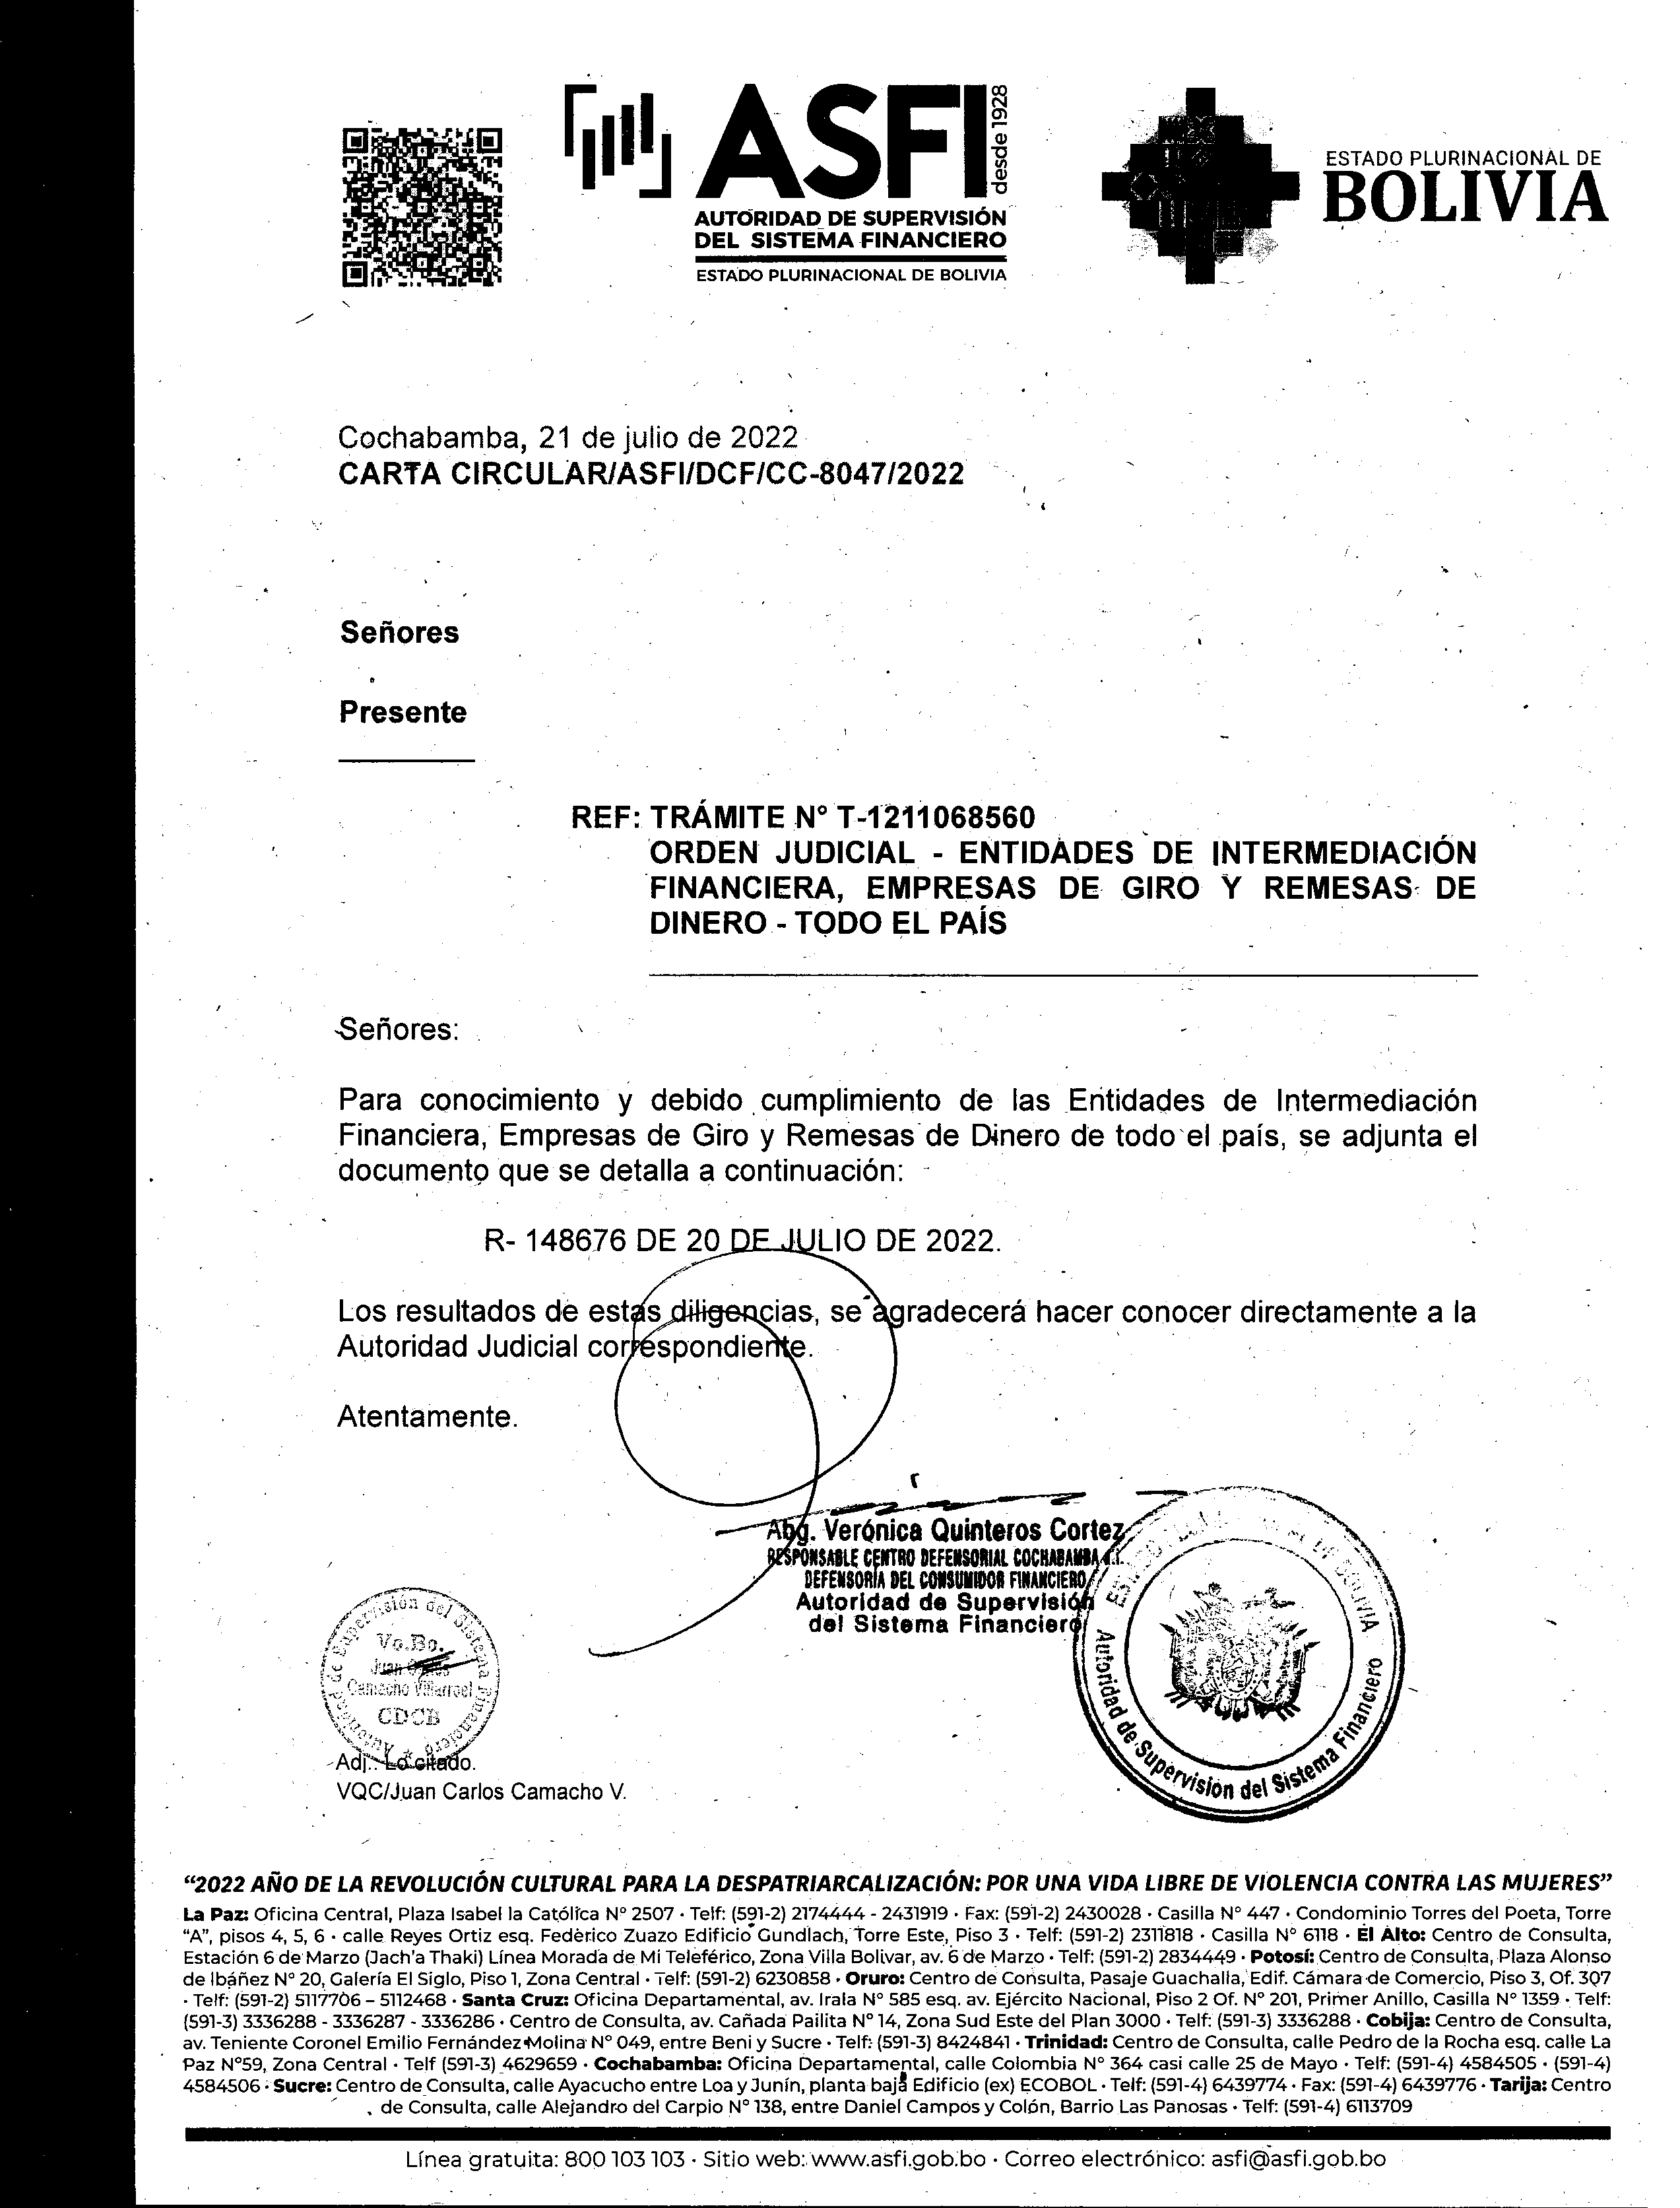 ASFI
desde 1928
AUTORIDAD DE SUPERVISIÓN
DEL SISTEMA FINANCIERO
ESTADO PLURINACIONAL DE BOLIVIA
ESTADO PLURINACIONAL DE
BOLIVIA
Cochabamba, 21 de julio de 2022
CARTA CIRCULAR/ASFI/DCF/CC-8047/2022
Señores
Presente
REF: TRÁMITE N° T-1211068560
ORDEN JUDICIAL - ENTIDADES DE INTERMEDIACIÓN
FINANCIERA, EMPRESAS DE GIRO Y REMESAS DE
DINERO - TODO EL PAÍS
Señores:
Para conocimiento y debido cumplimiento de las Entidades de Intermediación
Financiera, Empresas de Giro y Remesas de Dinero de todo el país, se adjunta el
documento que se detalla a continuación:
R- 148676 DE 20 DE JULIO DE 2022.
Los resultados de estas diligencias, se agradecerá hacer conocer directamente a la
Autoridad Judicial correspondiente.
Atentamente.
Abg. Verónica Quinteros Cortez
RESPONSABLE CENTRO DEFENSORIAL COCHABAMBA a.i.
DEFENSORÍA DEL CONSUMIDOR FINANCIERO
Autoridad de Supervisión
del Sistema Financiero
ESTADO PLURINACIONAL DE BOLIVIA
Autoridad de Supervisión del Sistema Financiero
Autoridad de Supervisión del Sistema Financiero
Vo.Bo.
Juan Carlos
Camacho Villarroel
CDCB
Adj.: Lo citado.
VQC/Juan Carlos Camacho V.
“2022 AÑO DE LA REVOLUCIÓN CULTURAL PARA LA DESPATRIARCALIZACIÓN: POR UNA VIDA LIBRE DE VIOLENCIA CONTRA LAS MUJERES”
La Paz: Oficina Central, Plaza Isabel la Católica N° 2507 · Telf: (591-2) 2174444 - 2431919 · Fax: (591-2) 2430028 · Casilla N° 447 · Condominio Torres del Poeta, Torre
“A”, pisos 4, 5, 6 · calle Reyes Ortiz esq. Federico Zuazo Edificio Gundlach, Torre Este, Piso 3 · Telf: (591-2) 2311818 · Casilla N° 6118 · El Alto: Centro de Consulta,
Estación 6 de Marzo (Jach’a Thaki) Línea Morada de Mi Teleférico, Zona Villa Bolivar, av. 6 de Marzo · Telf: (591-2) 2834449 · Potosí: Centro de Consulta, Plaza Alonso
de Ibáñez N° 20, Galería El Siglo, Piso 1, Zona Central · Telf: (591-2) 6230858 · Oruro: Centro de Consulta, Pasaje Guachalla, Edif. Cámara de Comercio, Piso 3, Of. 307
· Telf: (591-2) 5117706 – 5112468 · Santa Cruz: Oficina Departamental, av. Irala N° 585 esq. av. Ejército Nacional, Piso 2 Of. N° 201, Primer Anillo, Casilla N° 1359 · Telf:
(591-3) 3336288 - 3336287 - 3336286 · Centro de Consulta, av. Cañada Pailita N° 14, Zona Sud Este del Plan 3000 · Telf: (591-3) 3336288 · Cobija: Centro de Consulta,
av. Teniente Coronel Emilio Fernández Molina N° 049, entre Beni y Sucre · Telf: (591-3) 8424841 · Trinidad: Centro de Consulta, calle Pedro de la Rocha esq. calle La
Paz N°59, Zona Central · Telf (591-3) 4629659 · Cochabamba: Oficina Departamental, calle Colombia N° 364 casi calle 25 de Mayo · Telf: (591-4) 4584505 · (591-4)
4584506 · Sucre: Centro de Consulta, calle Ayacucho entre Loa y Junín, planta baja Edificio (ex) ECOBOL · Telf: (591-4) 6439774 · Fax: (591-4) 6439776 · Tarija: Centro
de Consulta, calle Alejandro del Carpio N° 138, entre Daniel Campos y Colón, Barrio Las Panosas · Telf: (591-4) 6113709
Línea gratuita: 800 103 103 · Sitio web: www.asfi.gob.bo · Correo electrónico: asfi@asfi.gob.bo